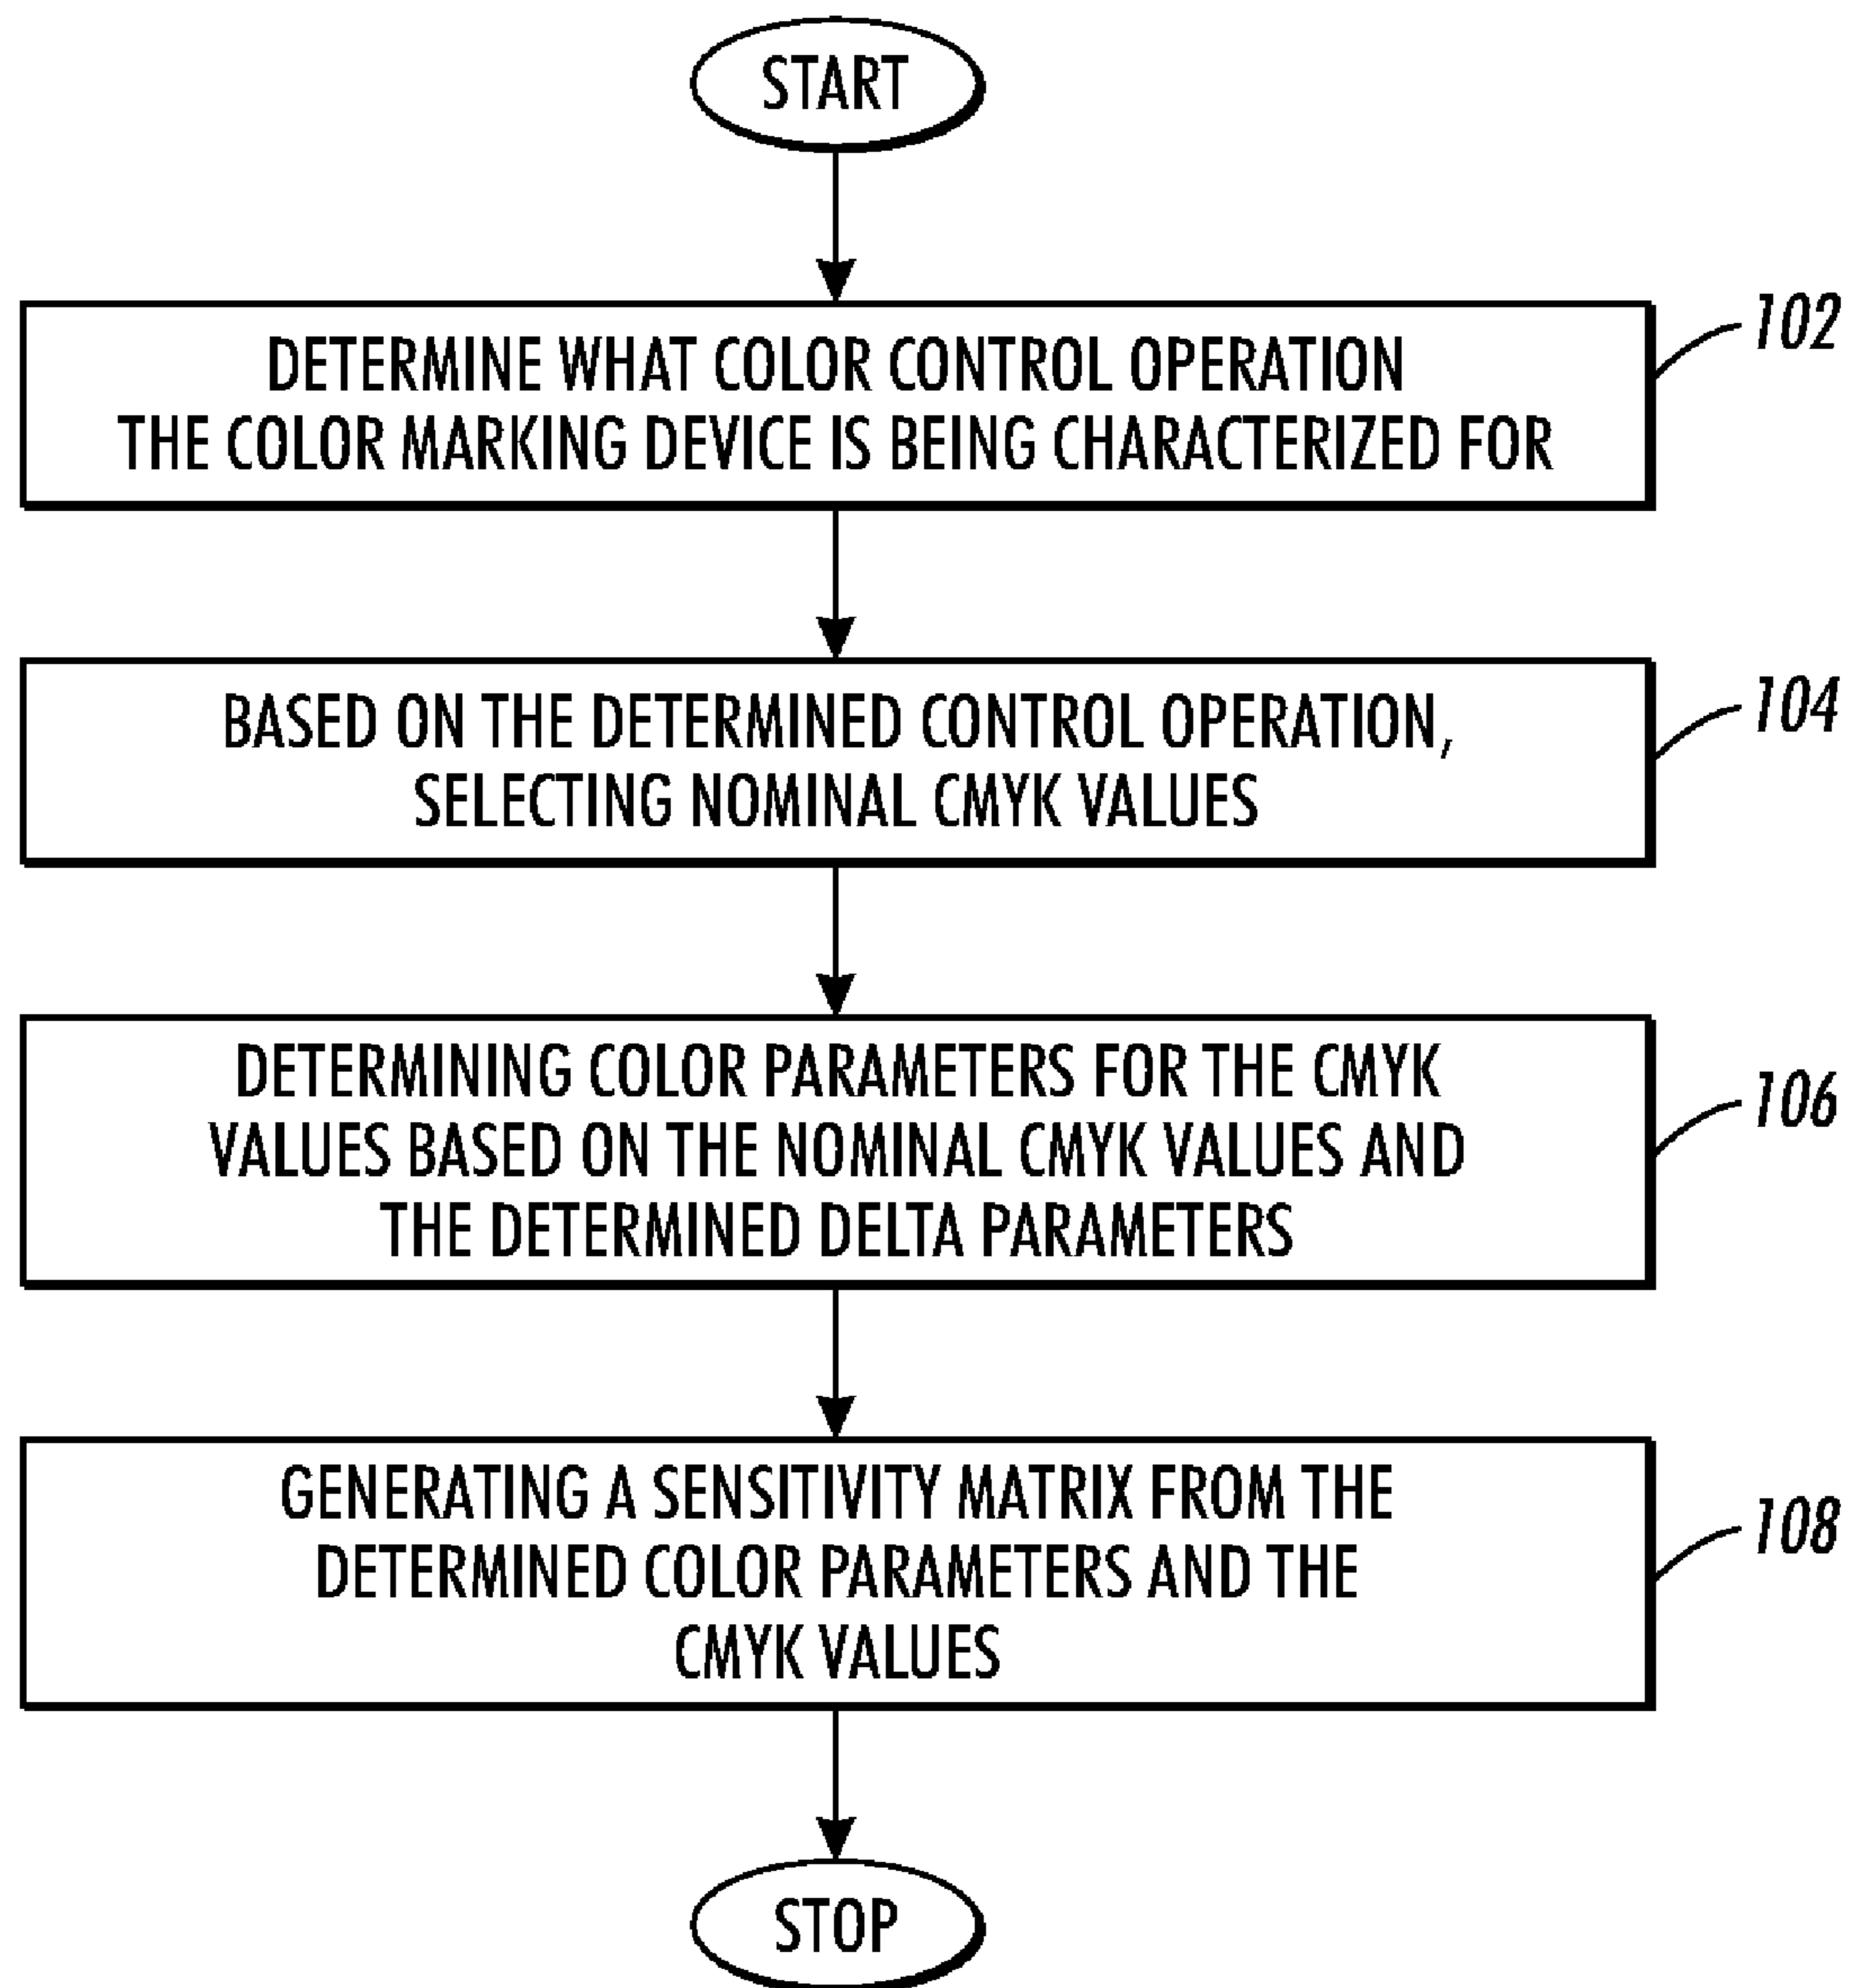 START
DETERMINE WHAT COLOR CONTROL OPERATION
THE COLOR MARKING DEVICE IS BEING CHARACTERIZED FOR
102
BASED ON THE DETERMINED CONTROL OPERATION,
SELECTING NOMINAL CMYK VALUES
104
DETERMINING COLOR PARAMETERS FOR THE CMYK
VALUES BASED ON THE NOMINAL CMYK VALUES AND
THE DETERMINED DELTA PARAMETERS
106
GENERATING A SENSITIVITY MATRIX FROM THE
DETERMINED COLOR PARAMETERS AND THE
CMYK VALUES
108
STOP